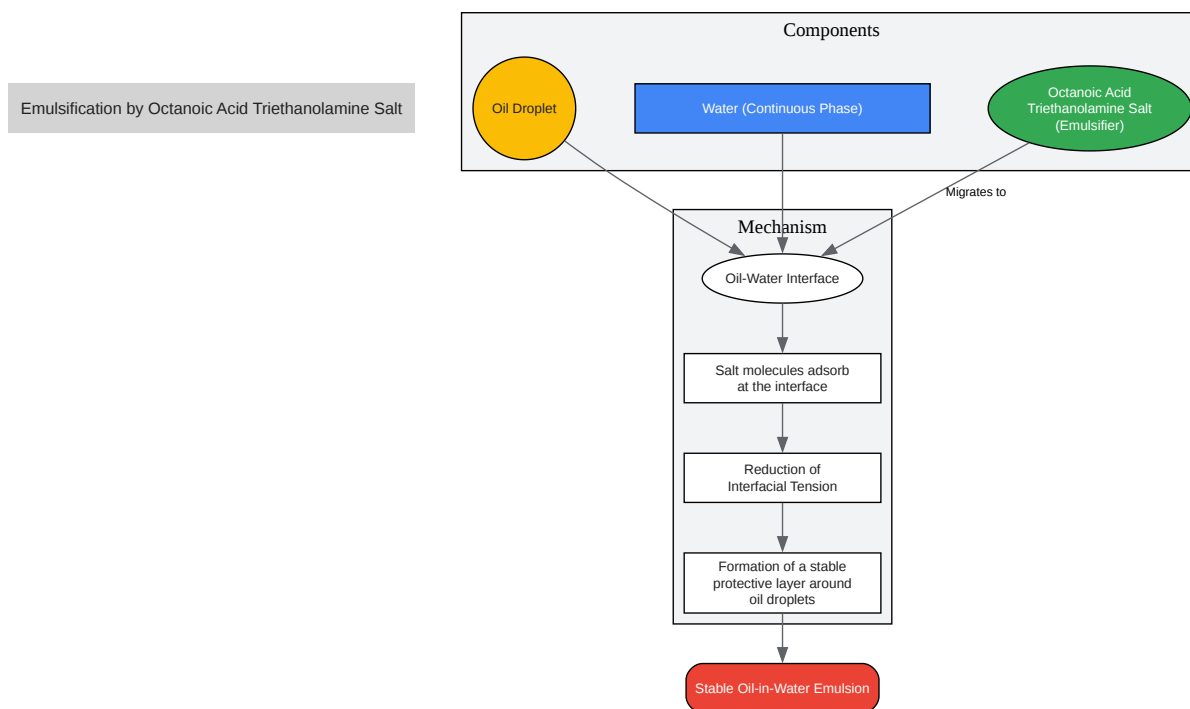 Components
Emulsification by Octanoic Acid Triethanolamine Salt
Oil Droplet
Water (Continuous Phase)
Octanoic Acid
Triethanolamine Salt
(Emulsifier)
Migrates to
Mechanism
Oil-Water Interface
Salt molecules adsorb
at the interface
Reduction of
Interfacial Tension
Formation of a stable
protective layer around
oil droplets
Stable Oil-in-Water Emulsion